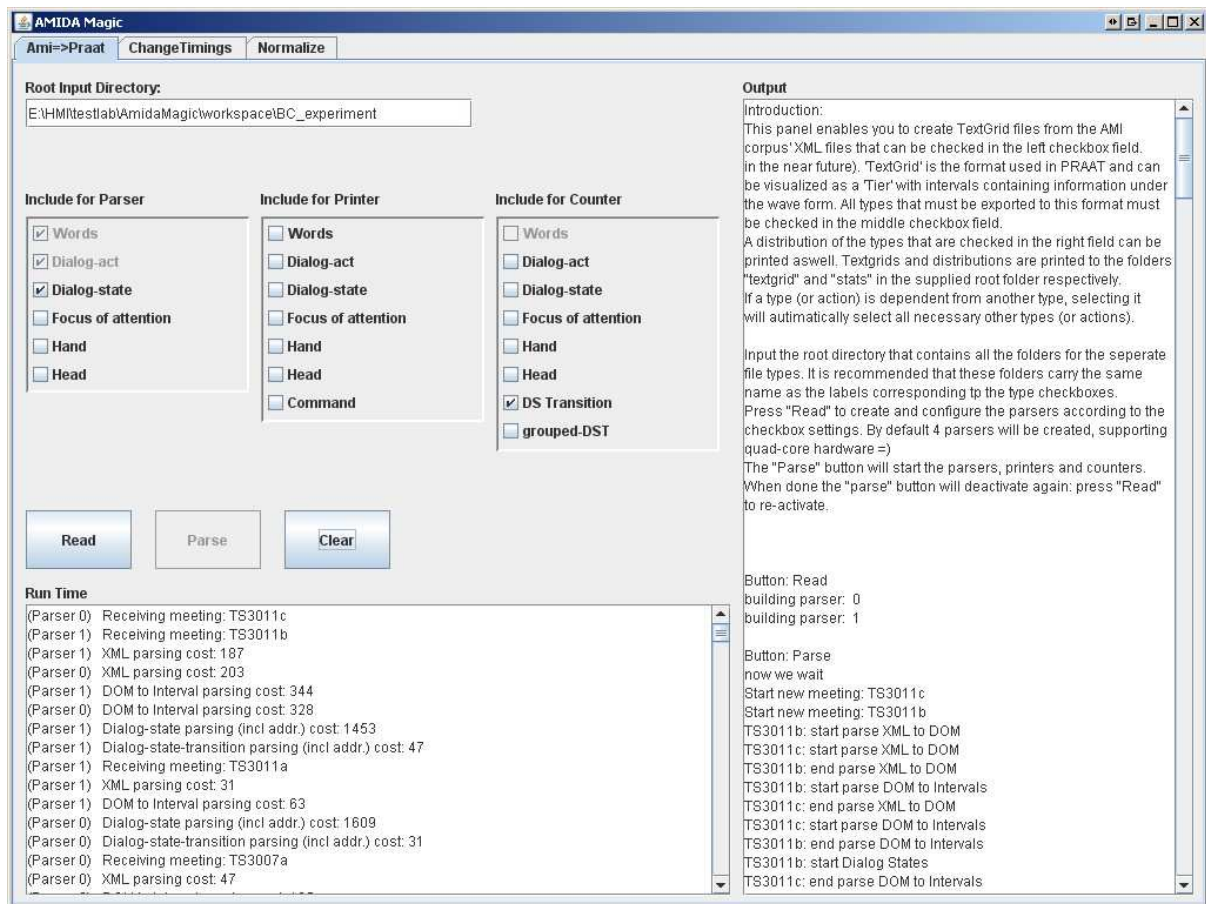 AMIDA Magic
Ami=>Praat
ChangeTimings
Normalize
Root Input Directory:
E:\HMI\testlab\AmidaMagic\workspace\BC_experiment
Include for Parser
Words
Dialog-act
Dialog-state
Focus of attention
Hand
Head
Include for Printer
Words
Dialog-act
Dialog-state
Focus of attention
Hand
Head
Command
Include for Counter
Words
Dialog-act
Dialog-state
Focus of attention
Hand
Head
DS Transition
grouped-DST
Read
Parse
Clear
Run Time
(Parser 0) Receiving meeting: TS3011c
(Parser 1) Receiving meeting: TS3011b
(Parser 1) XML parsing cost: 187
(Parser 0) XML parsing cost: 203
(Parser 1) DOM to Interval parsing cost: 344
(Parser 0) DOM to Interval parsing cost: 328
(Parser 1) Dialog-state parsing (incl addr.) cost: 1453
(Parser 1) Dialog-state-transition parsing (incl addr.) cost: 47
(Parser 1) Receiving meeting: TS3011a
(Parser 1) XML parsing cost: 31
(Parser 1) DOM to Interval parsing cost: 63
(Parser 0) Dialog-state parsing (incl addr.) cost: 1609
(Parser 0) Dialog-state-transition parsing (incl addr.) cost: 31
(Parser 0) Receiving meeting: TS3007a
(Parser 0) XML parsing cost: 47
Output
Introduction:
This panel enables you to create TextGrid files from the AMI
corpus' XML files that can be checked in the left checkbox field.
in the near future). 'TextGrid' is the format used in PRAAT and can
be visualized as a 'Tier' with intervals containing information under
the wave form. All types that must be exported to this format must
be checked in the middle checkbox field.
A distribution of the types that are checked in the right field can be
printed aswell. Textgrids and distributions are printed to the folders
"textgrid" and "stats" in the supplied root folder respectively.
If a type (or action) is dependent from another type, selecting it
will autimatically select all necessary other types (or actions).
Input the root directory that contains all the folders for the seperate
file types. It is recommended that these folders carry the same
name as the labels corresponding tp the type checkboxes.
Press "Read" to create and configure the parsers according to the
checkbox settings. By default 4 parsers will be created, supporting
quad-core hardware =)
The "Parse" button will start the parsers, printers and counters.
When done the "parse" button will deactivate again: press "Read"
to re-activate.
Button: Read
building parser: 0
building parser: 1
Button: Parse
now we wait
Start new meeting: TS3011c
Start new meeting: TS3011b
TS3011b: start parse XML to DOM
TS3011c: start parse XML to DOM
TS3011b: end parse XML to DOM
TS3011b: start parse DOM to Intervals
TS3011c: end parse XML to DOM
TS3011c: start parse DOM to Intervals
TS3011b: end parse DOM to Intervals
TS3011b: start Dialog States
TS3011c: end parse DOM to Intervals